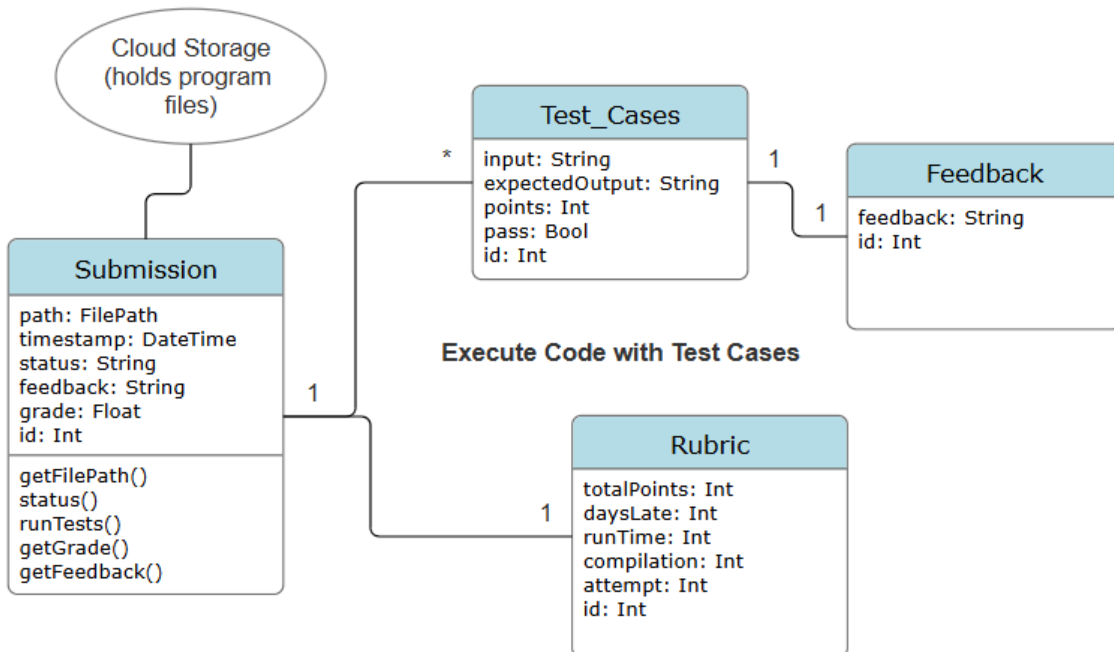 Cloud Storage
(holds program
files)
Submission
path: FilePath
timestamp: DateTime
status: String
feedback: String
grade: Float
id: Int
getFilePath()
status()
runTests()
getGrade()
getFeedback()
1
*
Test_Cases
input: String
expectedOutput: String
points: Int
pass: Bool
id: Int
1
1
Feedback
feedback: String
id: Int
Execute Code with Test Cases
1
Rubric
totalPoints: Int
daysLate: Int
runTime: Int
compilation: Int
attempt: Int
id: Int